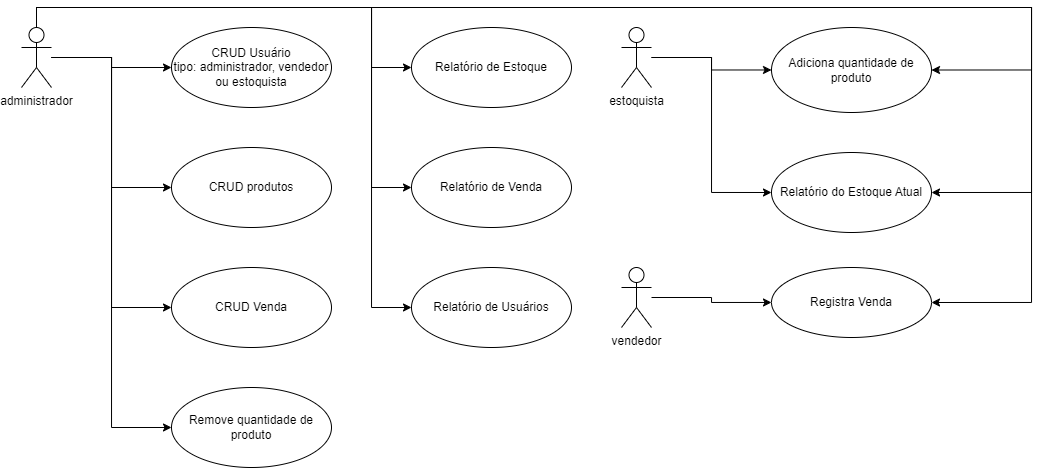 administrador
CRUD Usuário
tipo: administrador, vendedor
ou estoquista
CRUD produtos
CRUD Venda
Remove quantidade de
produto
Relatório de Estoque
Relatório de Venda
Relatório de Usuários
estoquista
Adiciona quantidade de
produto
Relatório do Estoque Atual
vendedor
Registra Venda